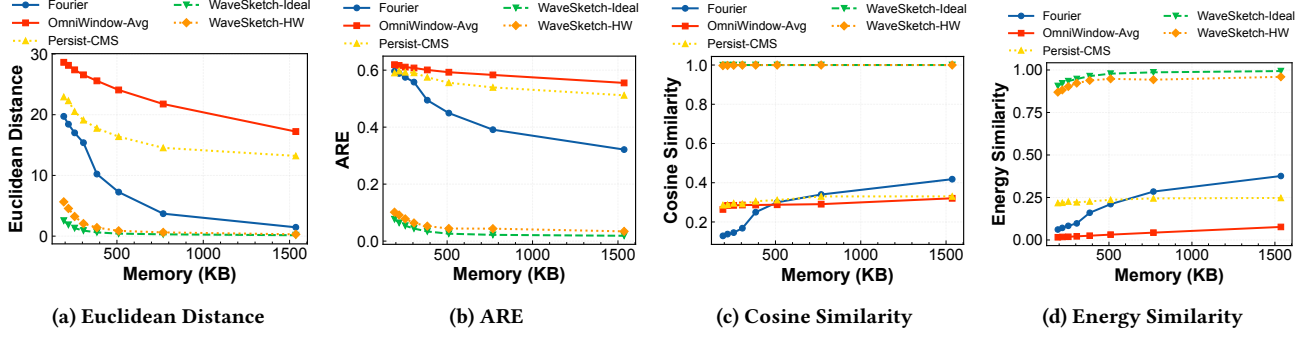 Fourier
OmniWindow-Avg
Persist-CMS
WaveSketch-Ideal
WaveSketch-HW
30
20
10
0
Euclidean Distance
500
1000
1500
Memory (KB)
(a) Euclidean Distance
Fourier
OmniWindow-Avg
Persist-CMS
WaveSketch-Ideal
WaveSketch-HW
0.6
0.4
0.2
0.0
ARE
500
1000
1500
Memory (KB)
(b) ARE
Fourier
OmniWindow-Avg
Persist-CMS
WaveSketch-Ideal
WaveSketch-HW
1.0
0.8
0.6
0.4
0.2
Cosine Similarity
500
1000
1500
Memory (KB)
(c) Cosine Similarity
Fourier
OmniWindow-Avg
Persist-CMS
WaveSketch-Ideal
WaveSketch-HW
1.00
0.75
0.50
0.25
0.00
Energy Similarity
500
1000
1500
Memory (KB)
(d) Energy Similarity